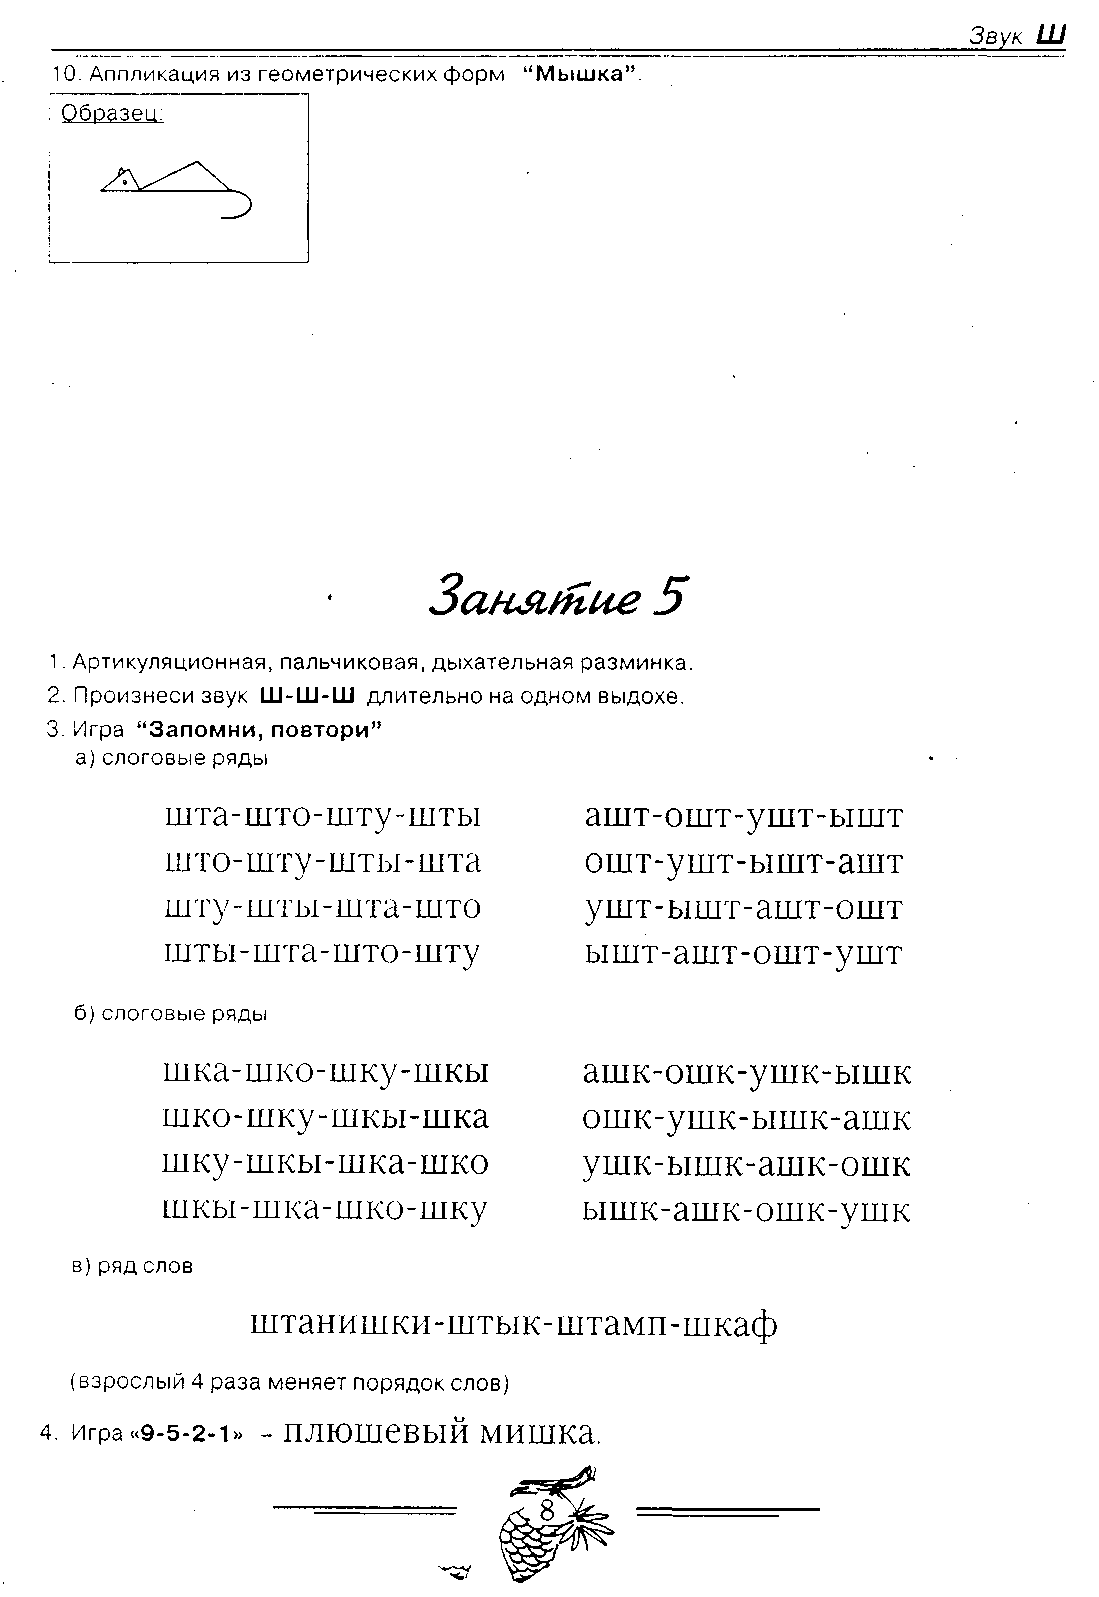 Звук Ш
10. Аппликация из геометрических форм “Мышка”.
Образец:
Занятие 5
1. Артикуляционная, пальчиковая, дыхательная разминка.
2. Произнеси звук Ш-Ш-Ш длительно на одном выдохе.
3. Игра “Запомни, повтори”
а) слоговые ряды
шта-што-шту-шты ашт-ошт-ушт-ышт
што-шту-шты-шта ошт-ушт-ышт-ашт
шту-шты-шта-што ушт-ышт-ашт-ошт
шты-шта-што-шту ышт-ашт-ошт-ушт
б) слоговые ряды
шка-шко-шку-шкы ашк-ошк-ушк-ышк
шко-шку-шкы-шка ошк-ушк-ышк-ашк
шку-шкы-шка-шко ушк-ышк-ашк-ошк
шкы-шка-шко-шку ышк-ашк-ошк-ушк
в) ряд слов
штанишки-штык-штамп-шкаф
(взрослый 4 раза меняет порядок слов)
4. Игра «9-5-2-1» - плюшевый мишка.
8